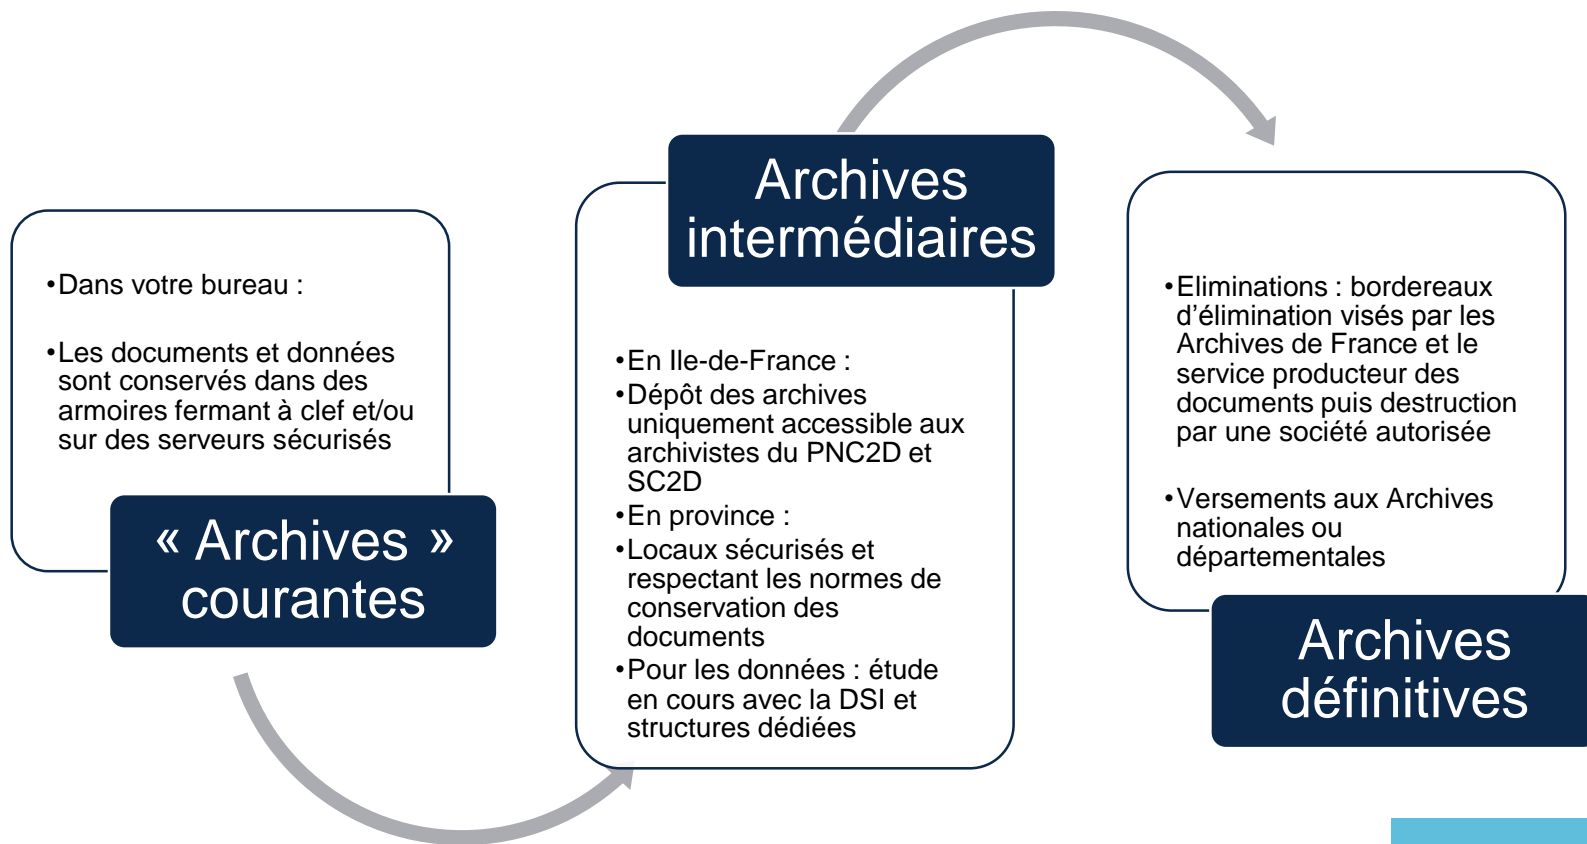 •Dans votre bureau :
•Les documents et données
sont conservés dans des
armoires fermant à clef et/ou
sur des serveurs sécurisés
« Archives »
courantes
Archives
intermédiaires
•En Ile-de-France :
•Dépôt des archives
uniquement accessible aux
archivistes du PNC2D et
SC2D
•En province :
•Locaux sécurisés et
respectant les normes de
conservation des
documents
•Pour les données : étude
en cours avec la DSI et
structures dédiées
•Eliminations : bordereaux
d’élimination visés par les
Archives de France et le
service producteur des
documents puis destruction
par une société autorisée
•Versements aux Archives
nationales ou
départementales
Archives
définitives